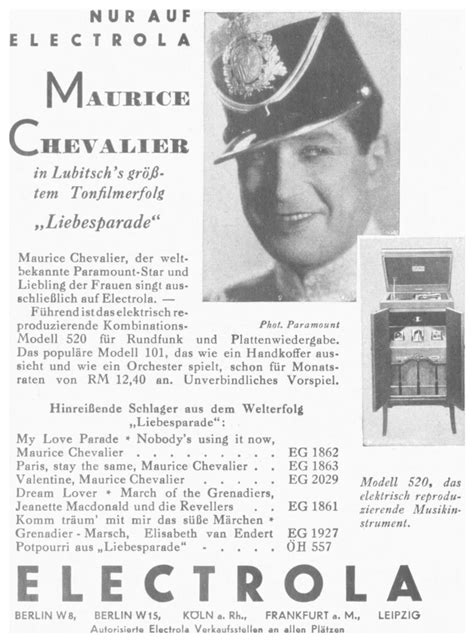 NUR AUF
ELECTROLA
MAURICE
CHEVALIER
in Lubitsch's größ-
tem Tonfilmerfolg
„Liebesparade"
Maurice Chevalier, der welt-
bekannte Paramount-Star und
Liebling der Frauen singt aus-
schließlich auf Electrola. —
Führend ist das elektrisch re-
produzierende Kombinations-
Modell 520 für Rundfunk und Plattenwiedergabe.
Das populäre Modell 101, das wie ein Handkoffer aus-
sieht und wie ein Orchester spielt, schon für Monats-
raten von RM 12,40 an. Unverbindliches Vorspiel.
Phot. Paramount
Hinreißende Schlager aus dem Welterfolg
„Liebesparade":
My Love Parade * Nobody's using it now,
Maurice Chevalier . . . . . . . . . EG 1862
Paris, stay the same, Maurice Chevalier . . EG 1863
Valentine, Maurice Chevalier . . . . . EG 2029
Dream Lover * March of the Grenadiers,
Jeanette Macdonald und die Revellers . . EG 1861
Komm träum' mit mir das süße Märchen *
Grenadier - Marsch, Elisabeth van Endert EG 1927
Potpourri aus „Liebesparade" - . . . . ÖH 557
Modell 520, das
elektrisch reprodu-
zierende Musikin-
strument.
ELECTROLA
BERLIN W 8, BERLIN W 15, KÖLN a. Rh., FRANKFURT a. M., LEIPZIG
Autorisierte Electrola Verkaufsstellen an allen Plätzen